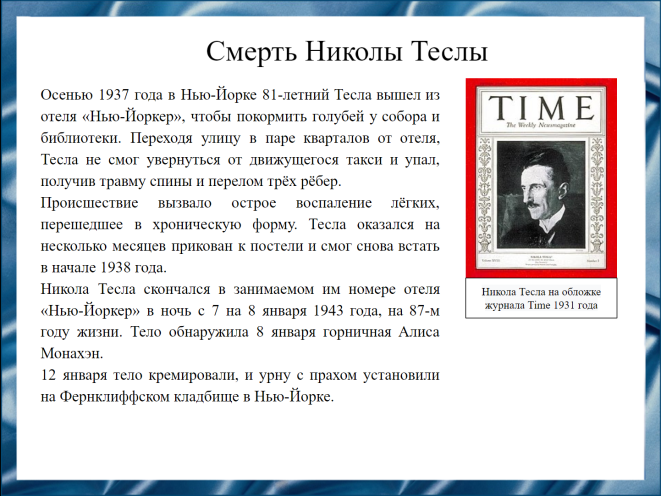 Смерть Николы Теслы
Осенью 1937 года в Нью-Йорке 81-летний Тесла вышел из
отеля «Нью-Йоркер», чтобы покормить голубей у собора и
библиотеки. Переходя улицу в паре кварталов от отеля,
Тесла не смог увернуться от движущегося такси и упал,
получив травму спины и перелом трёх рёбер.
Происшествие вызвало острое воспаление лёгких,
перешедшее в хроническую форму. Тесла оказался на
несколько месяцев прикован к постели и смог снова встать
в начале 1938 года.
Никола Тесла скончался в занимаемом им номере отеля
«Нью-Йоркер» в ночь с 7 на 8 января 1943 года, на 87-м
году жизни. Тело обнаружила 8 января горничная Алиса
Монахэн.
12 января тело кремировали, и урну с прахом установили
на Фернклиффском кладбище в Нью-Йорке.
TIME
The Weekly Newsmagazine
Никола Тесла на обложке
журнала Time 1931 года